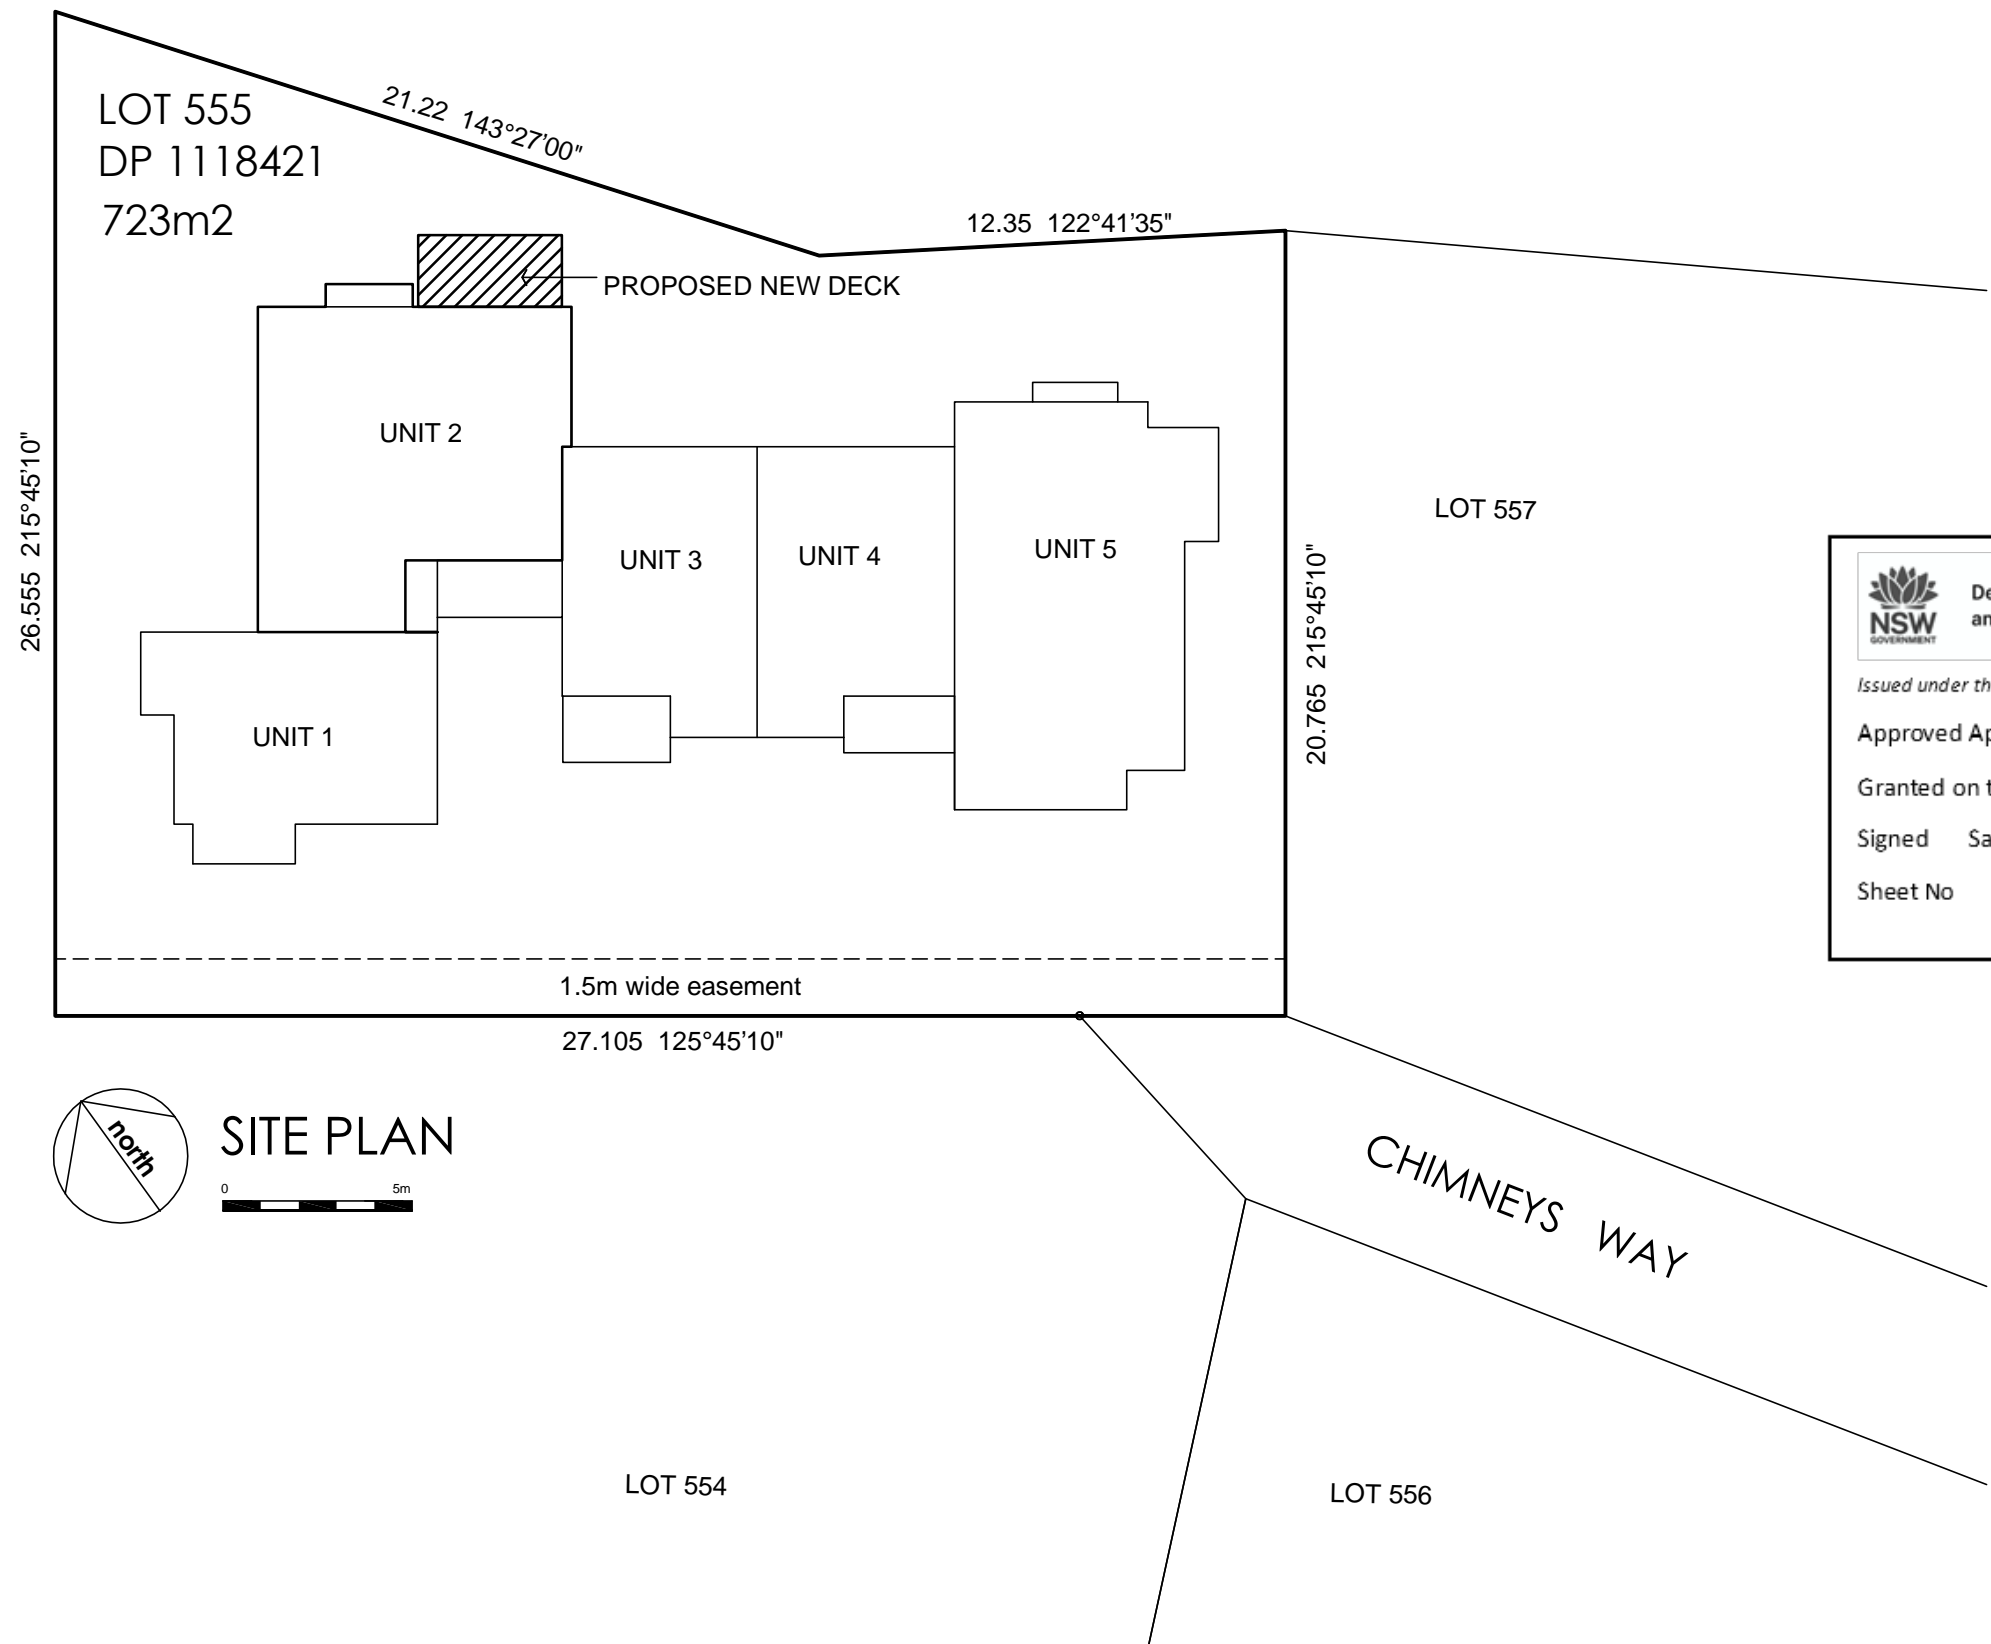 LOT 555
DP 1118421
723m2
21.22 143°27'00"
12.35 122°41'35"
PROPOSED NEW DECK
UNIT 2
26.555 215°45'10"
UNIT 3
UNIT 4
UNIT 5
UNIT 1
20.765 215°45'10"
LOT 557
NSW
GOVERNMENT
Issued under
Approved
Granted on
Signed
Sheet No
1.5m wide easement
27.105 125°45'10"
north
SITE PLAN
0 5m
CHIMNEYS WAY
LOT 554
LOT 556